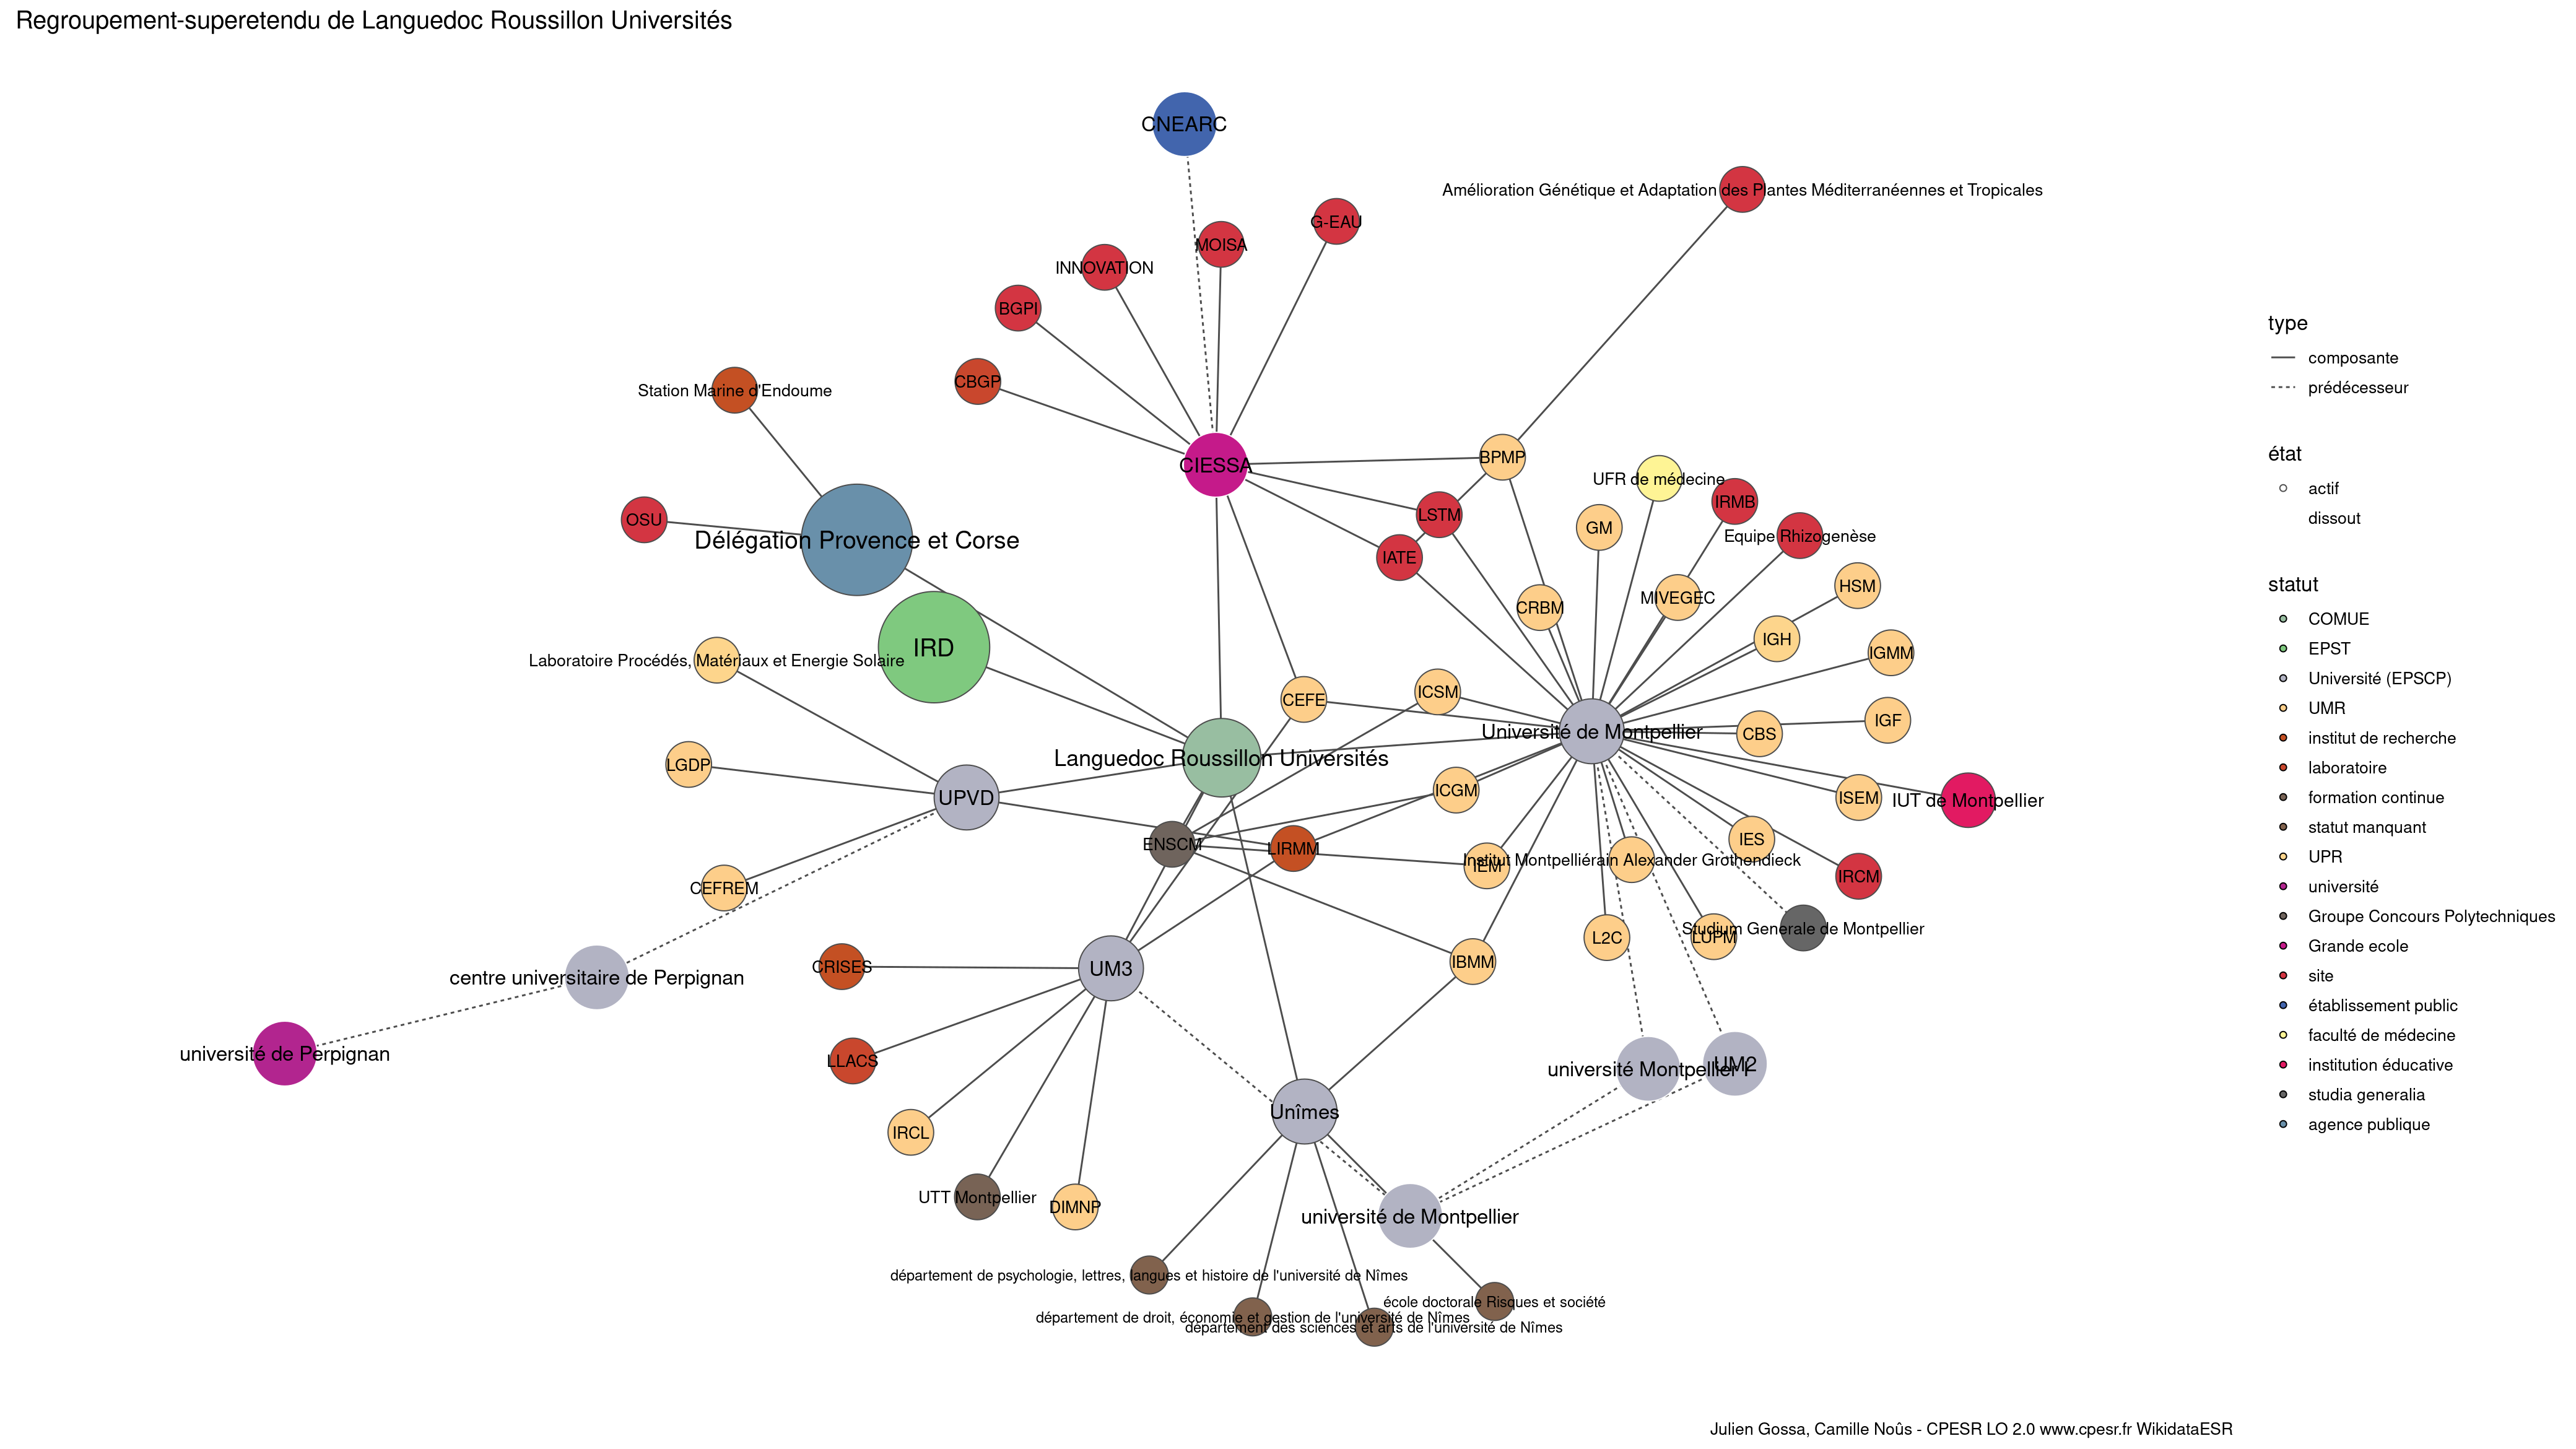 Regroupement-superetendu de Languedoc Roussillon Universités
CNEARC
Amélioration Génétique et Adaptation des Plantes Méditerranéennes et Tropicales
G-EAU
MOISA
INNOVATION
BGPI
CBGP
Station Marine d'Endoume
CIESSA
BPMP
UFR de médecine
IRMB
LSTM
GM
Equipe Rhizogenèse
OSU
Délégation Provence et Corse
IATE
HSM
MIVEGEC
CRBM
IGH
IRD
IGMM
Laboratoire Procédés, Matériaux et Energie Solaire
ICSM
CEFE
IGF
Université de Montpellier
CBS
Languedoc Roussillon Universités
LGDP
ICGM
UPVD
ISEM
IUT de Montpellier
IES
ENSCM
LIRMM
Institut Montpelliérain Alexander Grothendieck
IEM
IRCM
CEFREM
Studium Generale de Montpellier
L2C
LUPM
IBMM
CRISES
UM3
centre universitaire de Perpignan
université de Perpignan
LLACS
UM2
université Montpellier I
Unîmes
IRCL
UTT Montpellier
DIMNP
université de Montpellier
département de psychologie, lettres, langues et histoire de l'université de Nîmes
école doctorale Risques et société
département de droit, économie et gestion de l'université de Nîmes
département des sciences et arts de l'université de Nîmes
type
composante
prédécesseur
état
actif
dissout
statut
COMUE
EPST
Université (EPSCP)
UMR
institut de recherche
laboratoire
formation continue
statut manquant
UPR
université
Groupe Concours Polytechniques
Grande ecole
site
établissement public
faculté de médecine
institution éducative
studia generalia
agence publique
Julien Gossa, Camille Noûs - CPESR LO 2.0 www.cpesr.fr WikidataESR